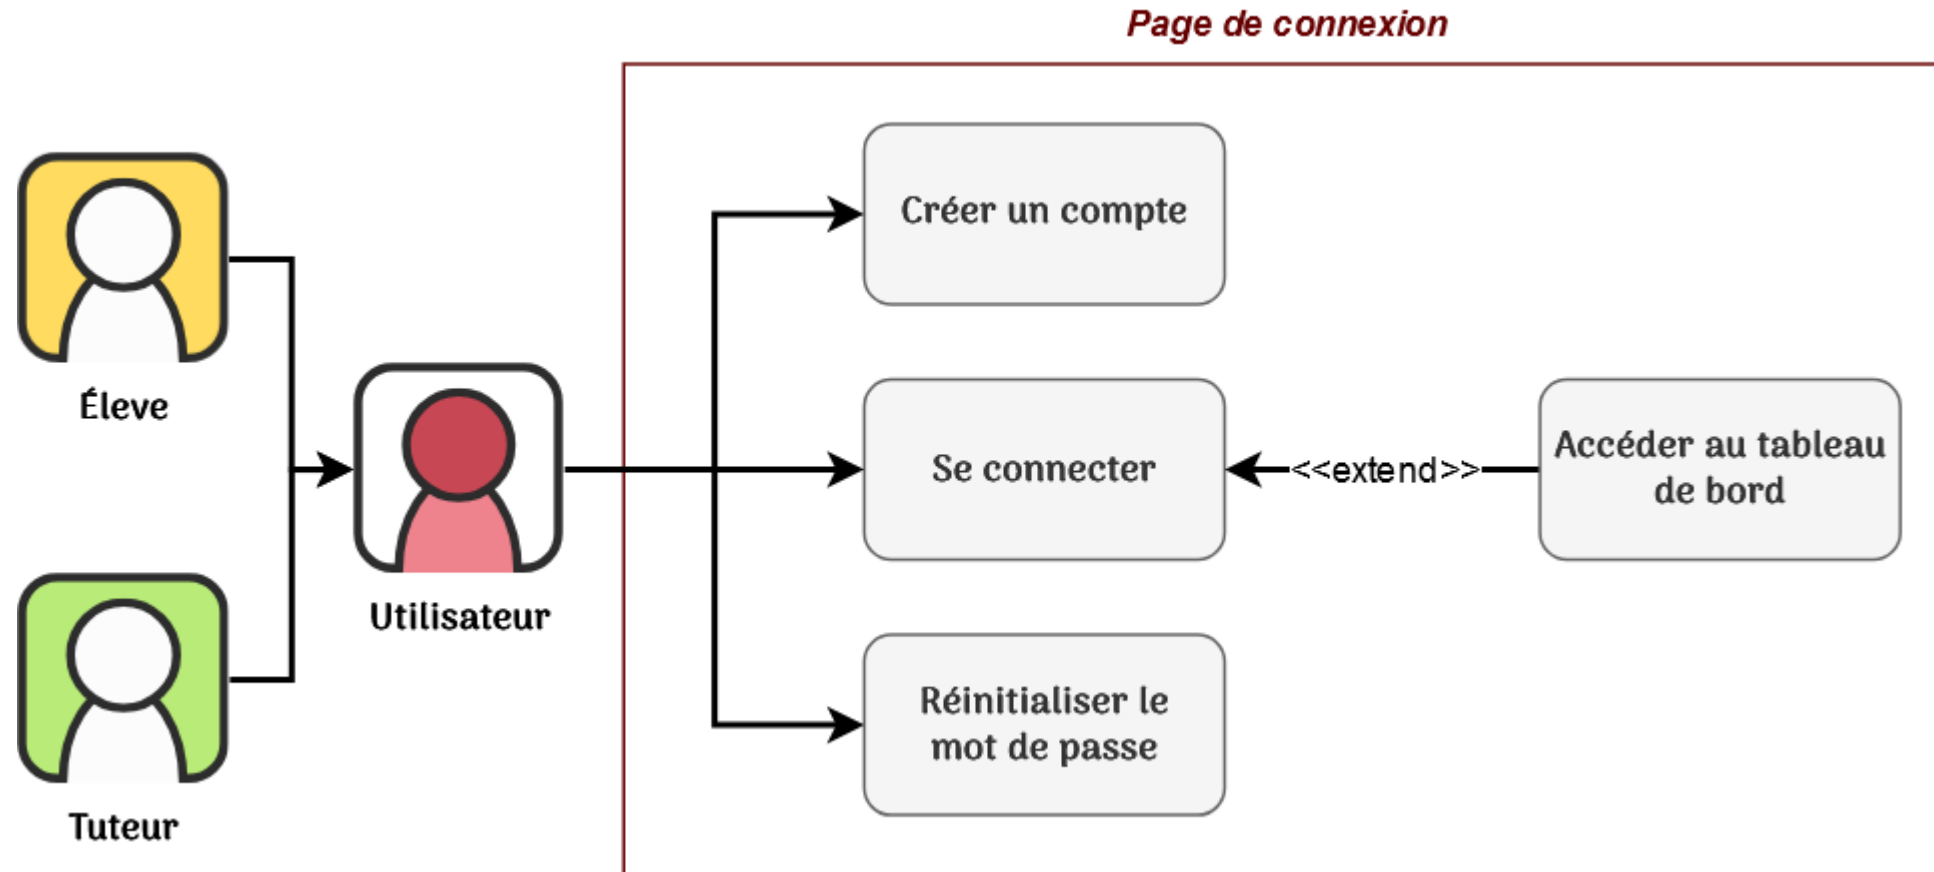 Page de connexion
Créer un compte
Éleve
Se connecter
<<extend>>
Accéder au tableau
de bord
Utilisateur
Réinitialiser le
mot de passe
Tuteur